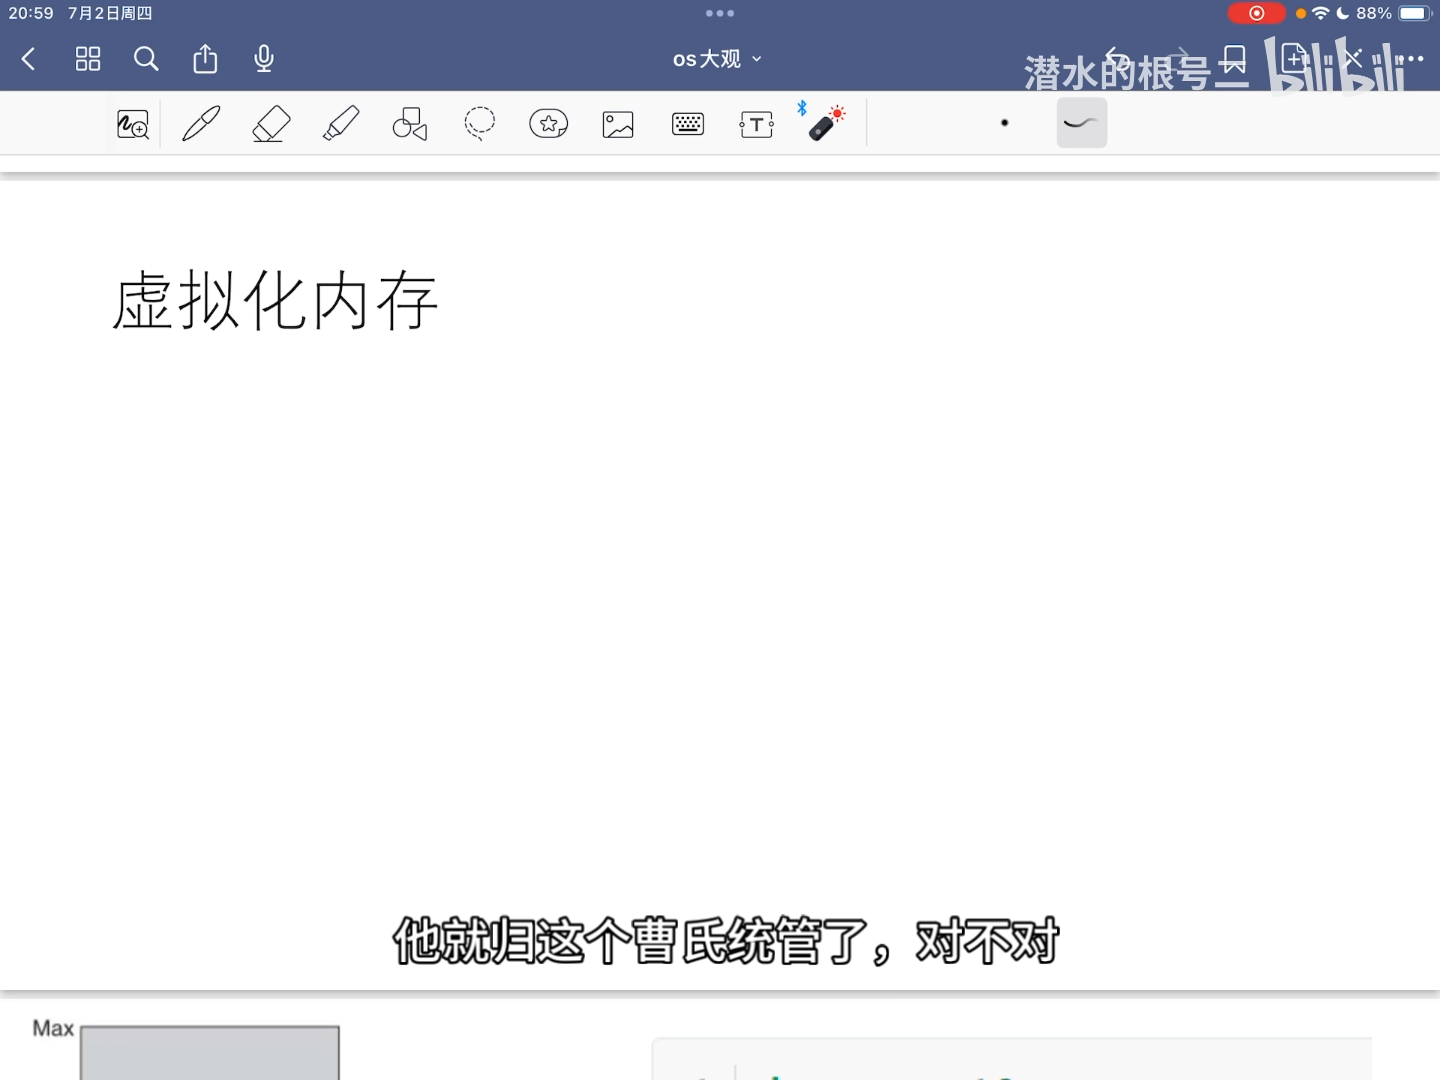 20:59 7月2日周四
88%
os大观
潜水的根号二 bilibili
T
虚拟化内存
他就归这个曹氏统管了，对不对
Max